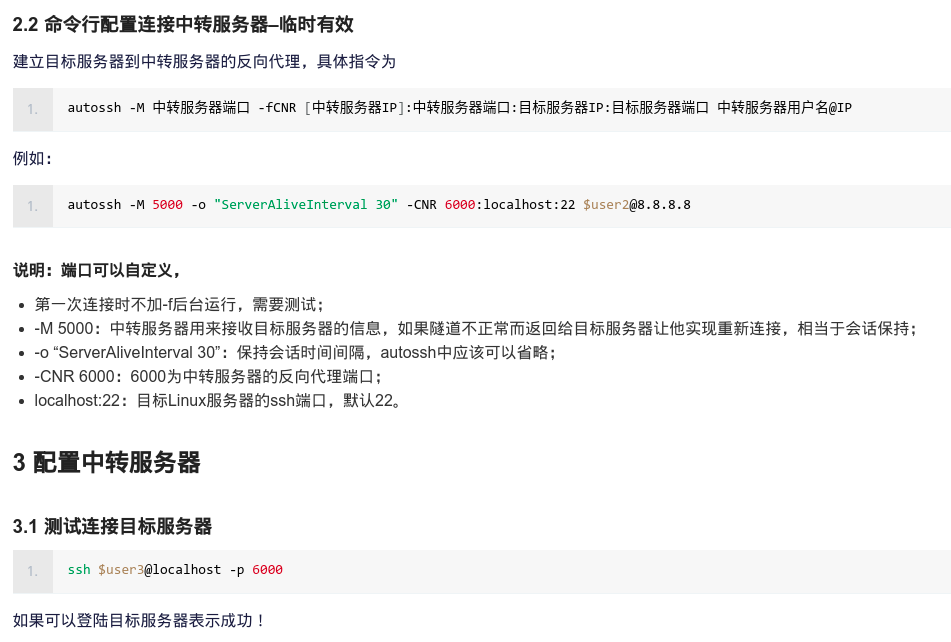 2.2 命令行配置连接中转服务器–临时有效
建立目标服务器到中转服务器的反向代理，具体指令为
1. autossh -M 中转服务器端口 -fCNR [中转服务器IP]:中转服务器端口:目标服务器IP:目标服务器端口 中转服务器用户名@IP
例如：
1. autossh -M 5000 -o "ServerAliveInterval 30" -CNR 6000:localhost:22 $user2@8.8.8.8
说明：端口可以自定义，
• 第一次连接时不加-f后台运行，需要测试；
• -M 5000：中转服务器用来接收目标服务器的信息，如果隧道不正常而返回给目标服务器让他实现重新连接，相当于会话保持；
• -o “ServerAliveInterval 30”：保持会话时间间隔，autossh中应该可以省略；
• -CNR 6000：6000为中转服务器的反向代理端口；
• localhost:22：目标Linux服务器的ssh端口，默认22。
3 配置中转服务器
3.1 测试连接目标服务器
1. ssh $user3@localhost -p 6000
如果可以登陆目标服务器表示成功！